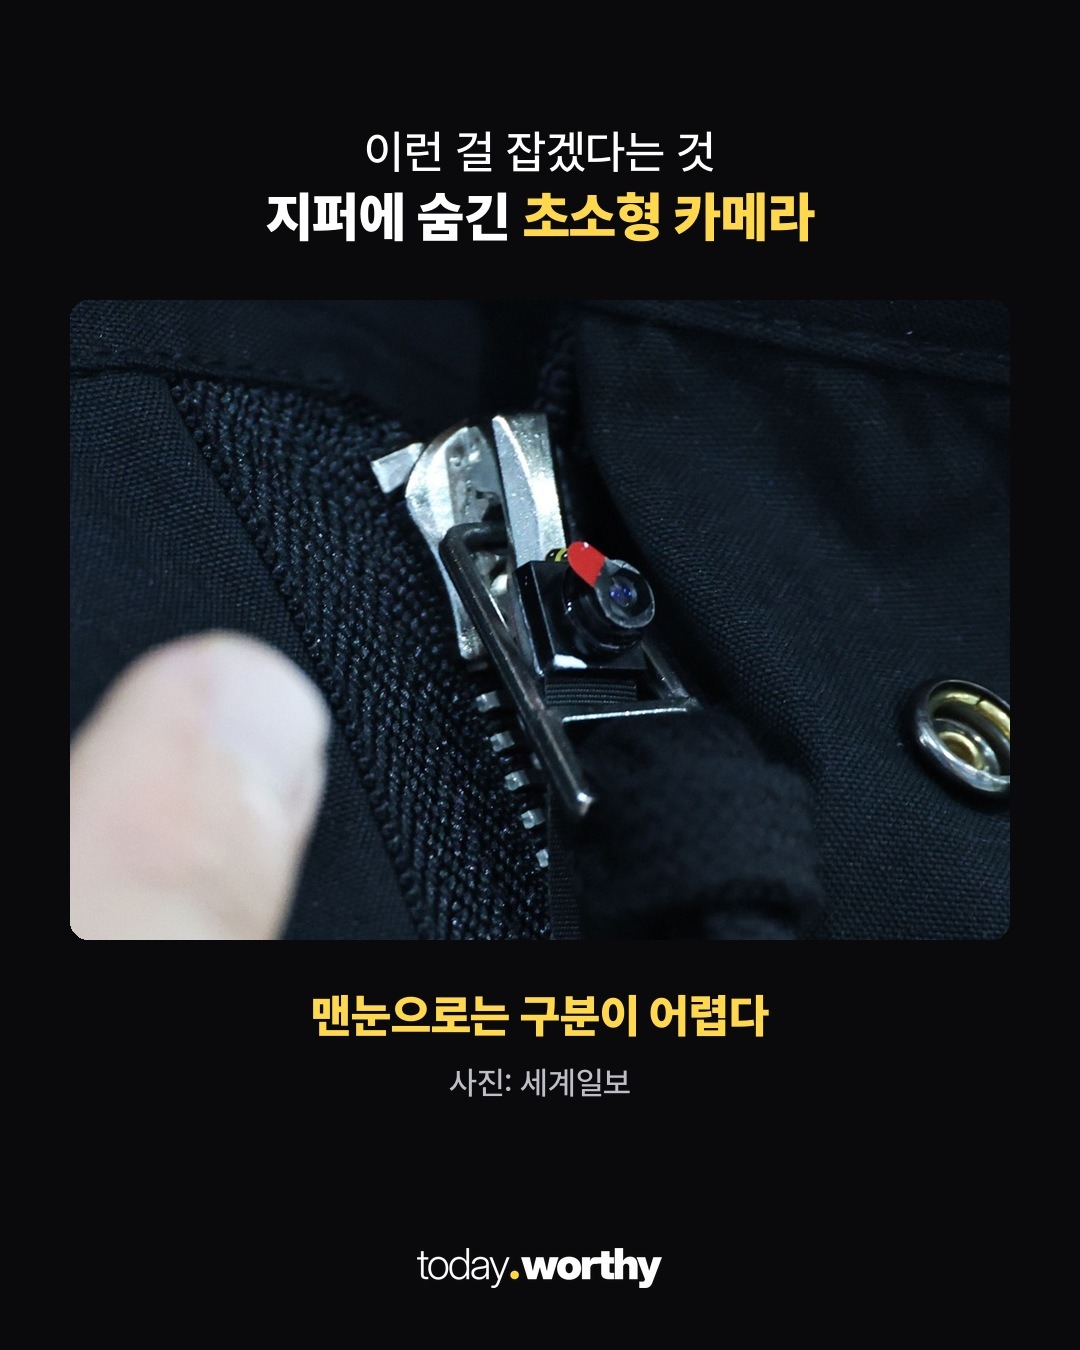 이런 걸 잡겠다는 것
지퍼에 숨긴 초소형 카메라
맨눈으로는 구분이 어렵다
사진: 세계일보
today.worthy